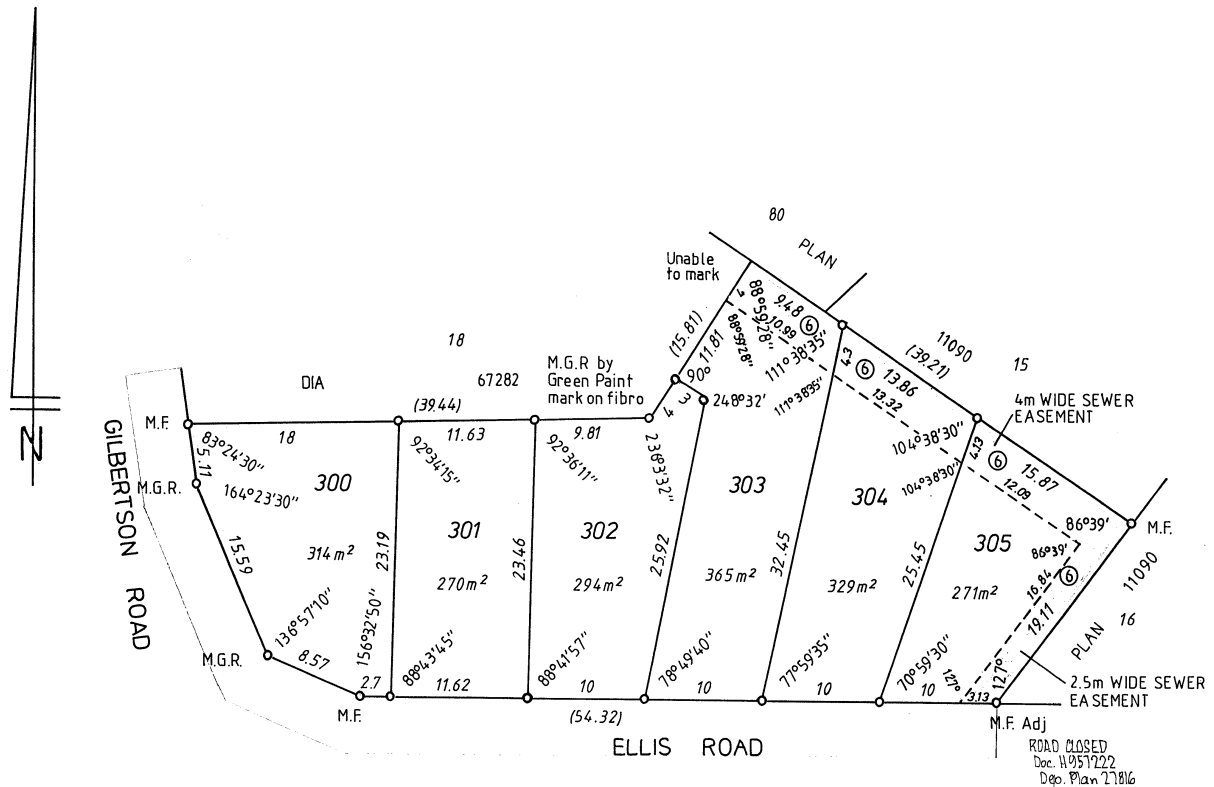 80
PLAN
Unable
to mark
88°59'28"
4
9.48
6
10.99
88°59'28"
111°38'35"
111°38'35"
(15.81)
11.81
11090
(39.21)
15
4.3
6
13.86
13.32
18
M.G.R by
Green Paint
mark on fibro
DIA
67282
(39.44)
90°
3
4
248°32'
4m WIDE SEWER
EASEMENT
M.F.
18
11.63
9.81
83°24'30"
5.11
92°34'15"
92°36'11"
236°3'32"
104°38'30"
104°38'30"
4.13
6
15.87
12.09
GILBERTSON ROAD
M.G.R.
164°23'30"
300
301
302
303
304
305
86°39'
86°39'
M.F.
15.59
314m²
23.19
270m²
23.46
294m²
25.92
365m²
32.45
329m²
25.45
271m²
16.84
6
19.11
11090
PLAN
16
136°57'10"
M.G.R.
8.57
156°32'50"
88°43'45"
88°41'57"
78°49'40"
77°59'35"
70°59'30"
127°
127°
2.5m WIDE SEWER
EASEMENT
2.7
11.62
10
10
10
10
3.13
M.F.
(54.32)
M.F. Adj
ELLIS ROAD
ROAD CLOSED
Doc. H957222
Dep. Plan 27816
N